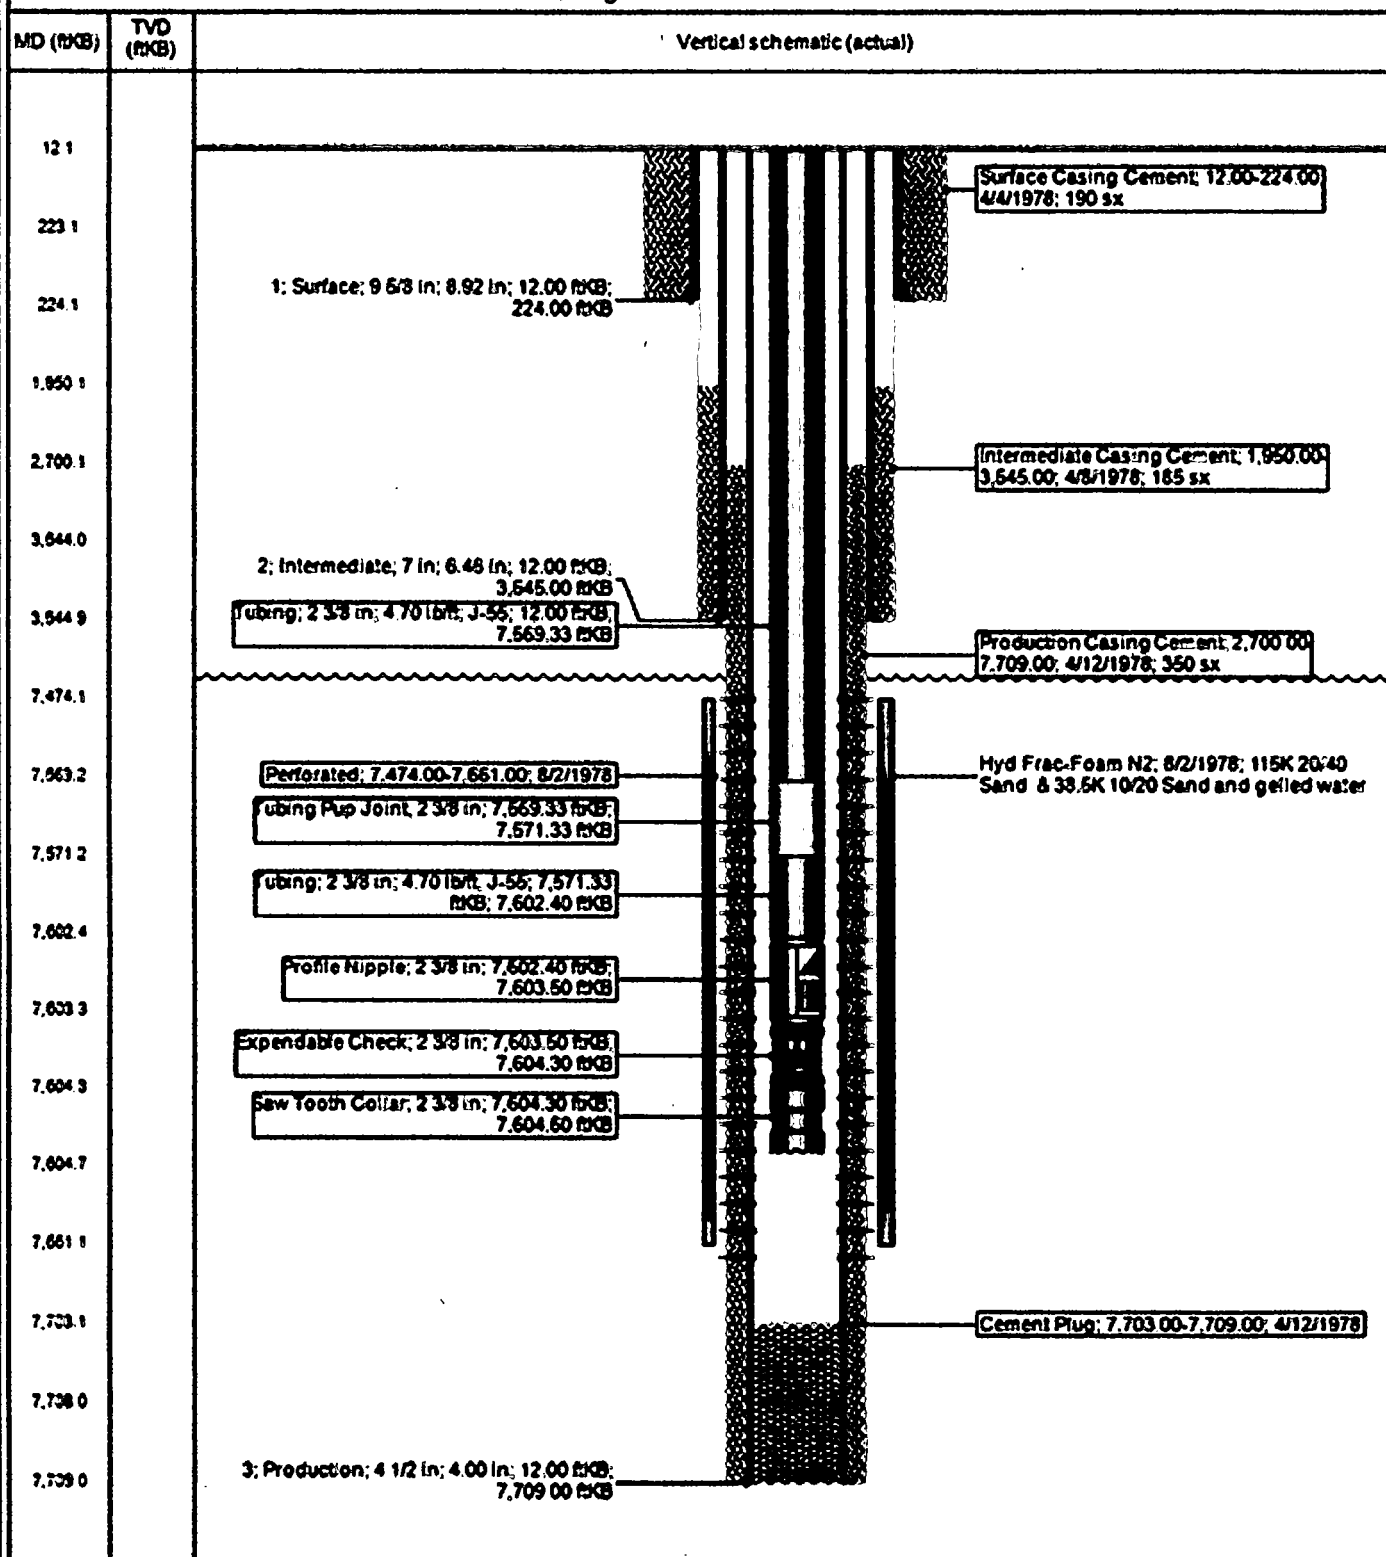 MD (ftKB)
TVD
(ftKB)
Vertical schematic (actual)
12.1
223.1
224.1
1,950.1
2,700.1
3,644.0
3,644.9
7,474.1
7,571.2
7,602.4
7,603.3
7,604.3
7,604.7
7,661.1
7,703.1
7,708.0
7,709.0
Surface Casing Cement; 12.00-224.00;
4/4/1978; 190 sx
1; Surface; 9 5/8 in; 8.92 in; 12.00 ftKB;
224.00 ftKB
Intermediate Casing Cement; 1,950.00-
3,645.00; 4/8/1978; 185 sx
2; Intermediate; 7 in; 6.46 in; 12.00 ftKB;
3,645.00 ftKB
Tubing; 2 3/8 in; 4.70 lb/ft; J-55; 12.00 ftKB;
7,569.33 ftKB
Production Casing Cement; 2,700.00-
7,709.00; 4/12/1978; 350 sx
Perforated; 7,474.00-7,661.00; 8/2/1978
Hyd Frac-Foam N2; 8/2/1978; 115K 20/40
Sand & 38.5K 10/20 Sand and gelled water
Tubing Pup Joint; 2 3/8 in; 7,569.33 ftKB;
7,571.33 ftKB
Tubing; 2 3/8 in; 4.70 lb/ft; J-55; 7,571.33
ftKB; 7,602.40 ftKB
Profile Nipple; 2 3/8 in; 7,602.40 ftKB;
7,603.50 ftKB
Expendable Check; 2 3/8 in; 7,603.50 ftKB;
7,604.30 ftKB
Saw Tooth Collar; 2 3/8 in; 7,604.30 ftKB;
7,604.60 ftKB
Cement Plug; 7,703.00-7,709.00; 4/12/1978
3; Production; 4 1/2 in; 4.00 in; 12.00 ftKB;
7,709.00 ftKB